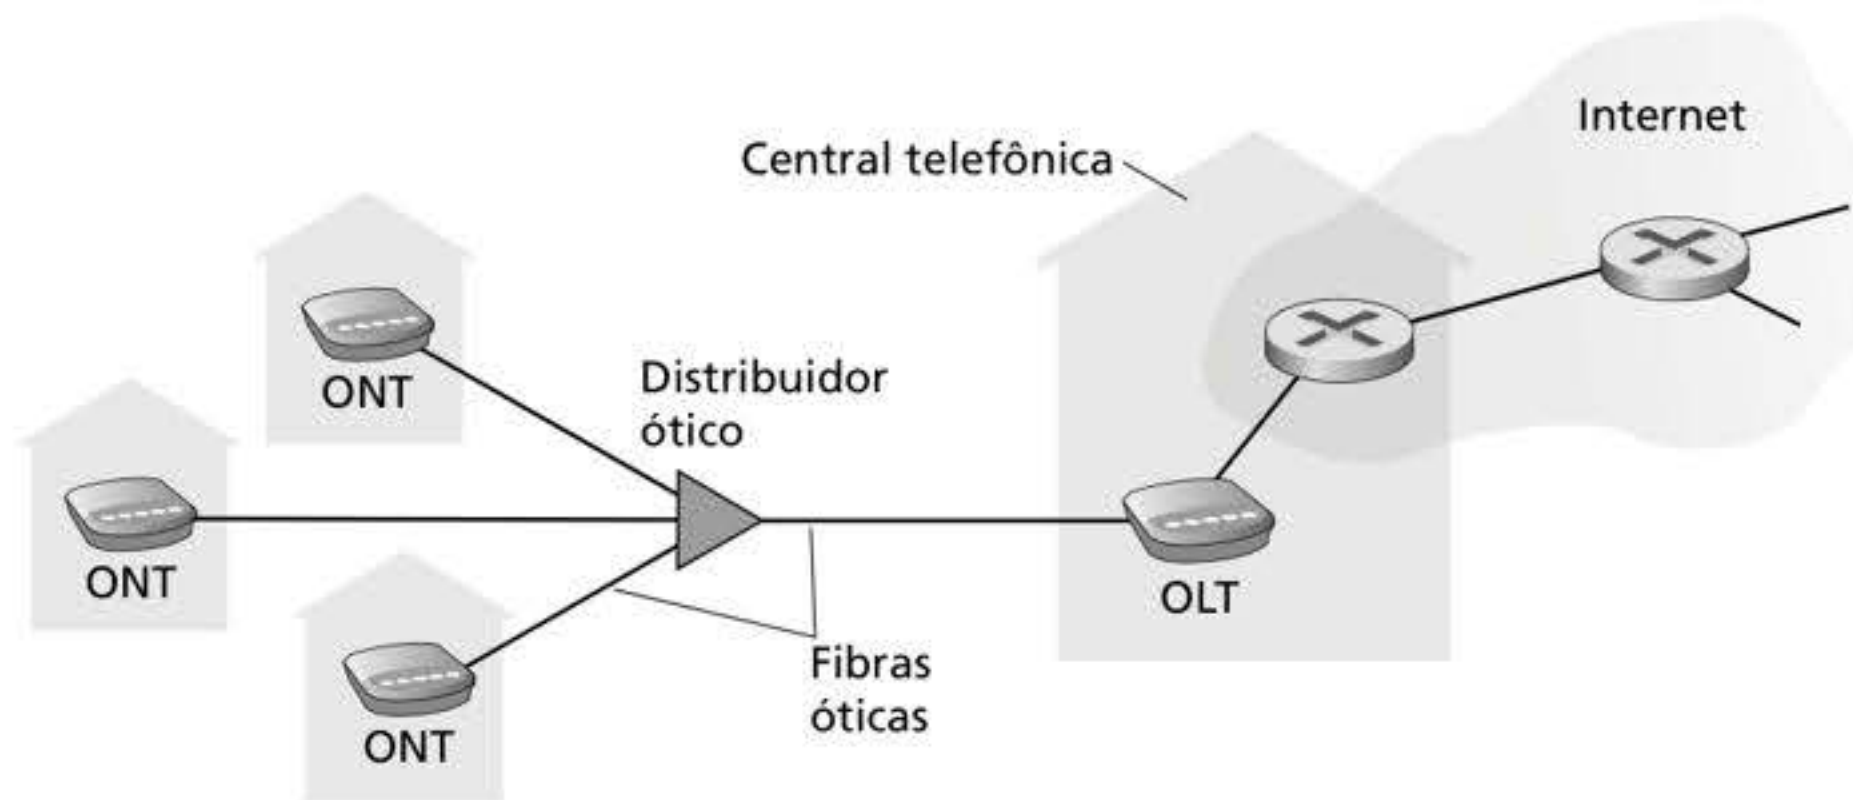 Internet
Central telefônica
Distribuidor
ótico
ONT
ONT
OLT
Fibras
óticas
ONT